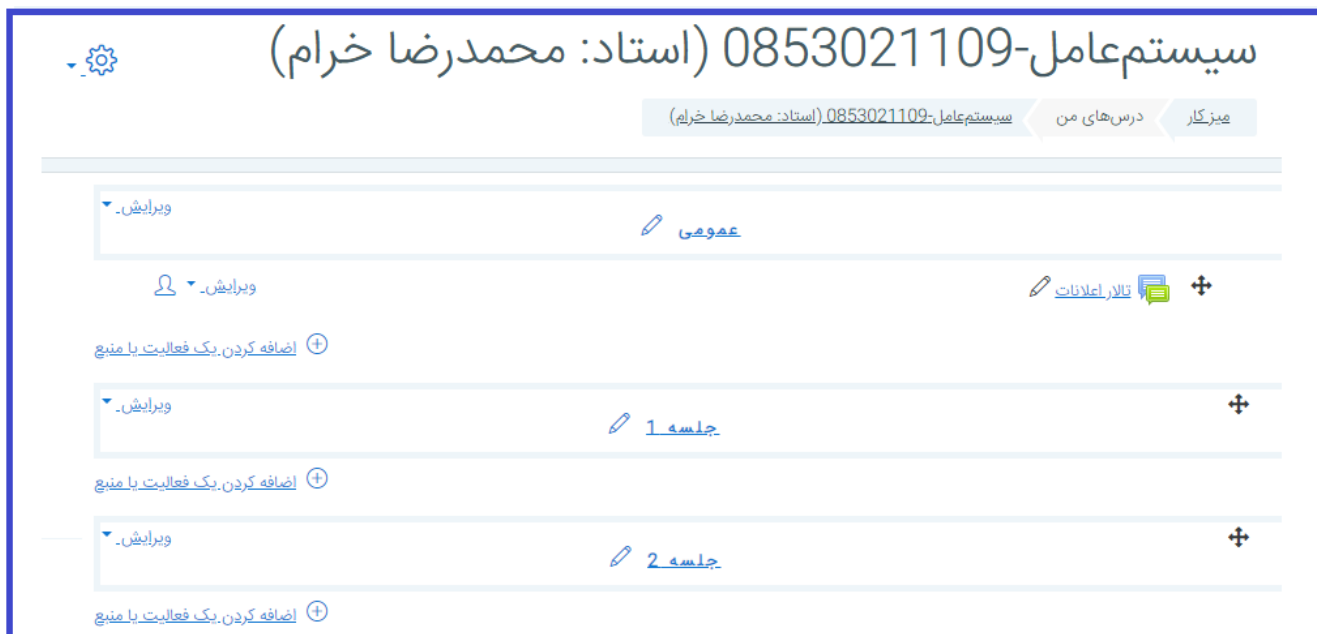 سیستم‌عامل-0853021109 (استاد: محمدرضا خرام)
میز کار درس‌های من سیستم‌عامل-0853021109 (استاد: محمدرضا خرام)
ویرایش
عمومی
تالار اعلانات ویرایش
اضافه کردن یک فعالیت یا منبع
ویرایش
جلسه 1
اضافه کردن یک فعالیت یا منبع
ویرایش
جلسه 2
اضافه کردن یک فعالیت یا منبع